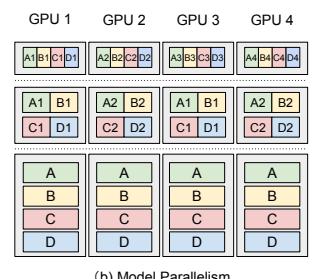 GPU 1 GPU 2 GPU 3 GPU 4
A1 B1 C1 D1 A2 B2 C2 D2 A3 B3 C3 D3 A4 B4 C4 D4
A1 B1 A2 B2 A1 B1 A2 B2
C1 D1 C2 D2 C1 D1 C2 D2
A A A A
B B B B
C C C C
D D D D
(b) Model Parallelism